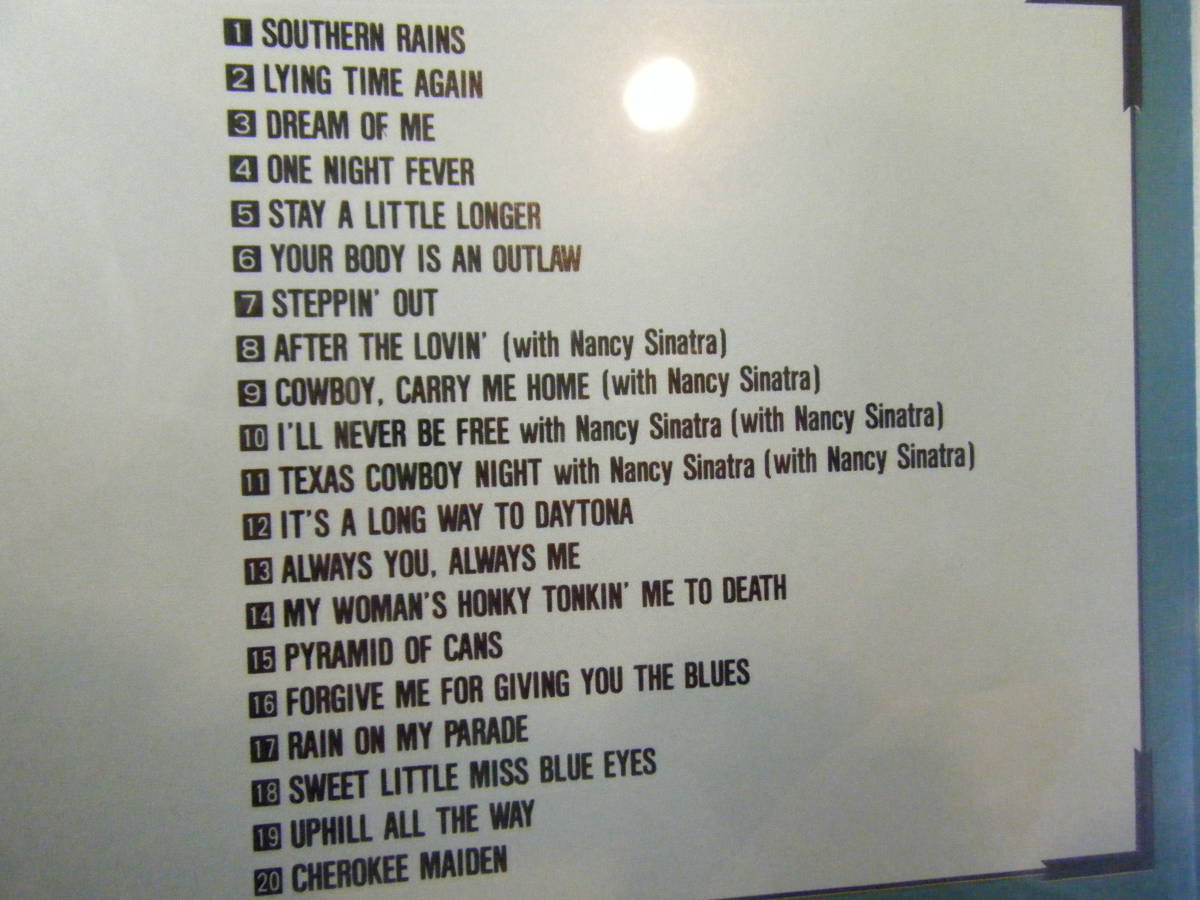 1 SOUTHERN RAINS
2 LYING TIME AGAIN
3 DREAM OF ME
4 ONE NIGHT FEVER
5 STAY A LITTLE LONGER
6 YOUR BODY IS AN OUTLAW
7 STEPPIN' OUT
8 AFTER THE LOVIN' (with Nancy Sinatra)
9 COWBOY, CARRY ME HOME (with Nancy Sinatra)
10 I'LL NEVER BE FREE with Nancy Sinatra (with Nancy Sinatra)
11 TEXAS COWBOY NIGHT with Nancy Sinatra (with Nancy Sinatra)
12 IT'S A LONG WAY TO DAYTONA
13 ALWAYS YOU, ALWAYS ME
14 MY WOMAN'S HONKY TONKIN' ME TO DEATH
15 PYRAMID OF CANS
16 FORGIVE ME FOR GIVING YOU THE BLUES
17 RAIN ON MY PARADE
18 SWEET LITTLE MISS BLUE EYES
19 UPHILL ALL THE WAY
20 CHEROKEE MAIDEN